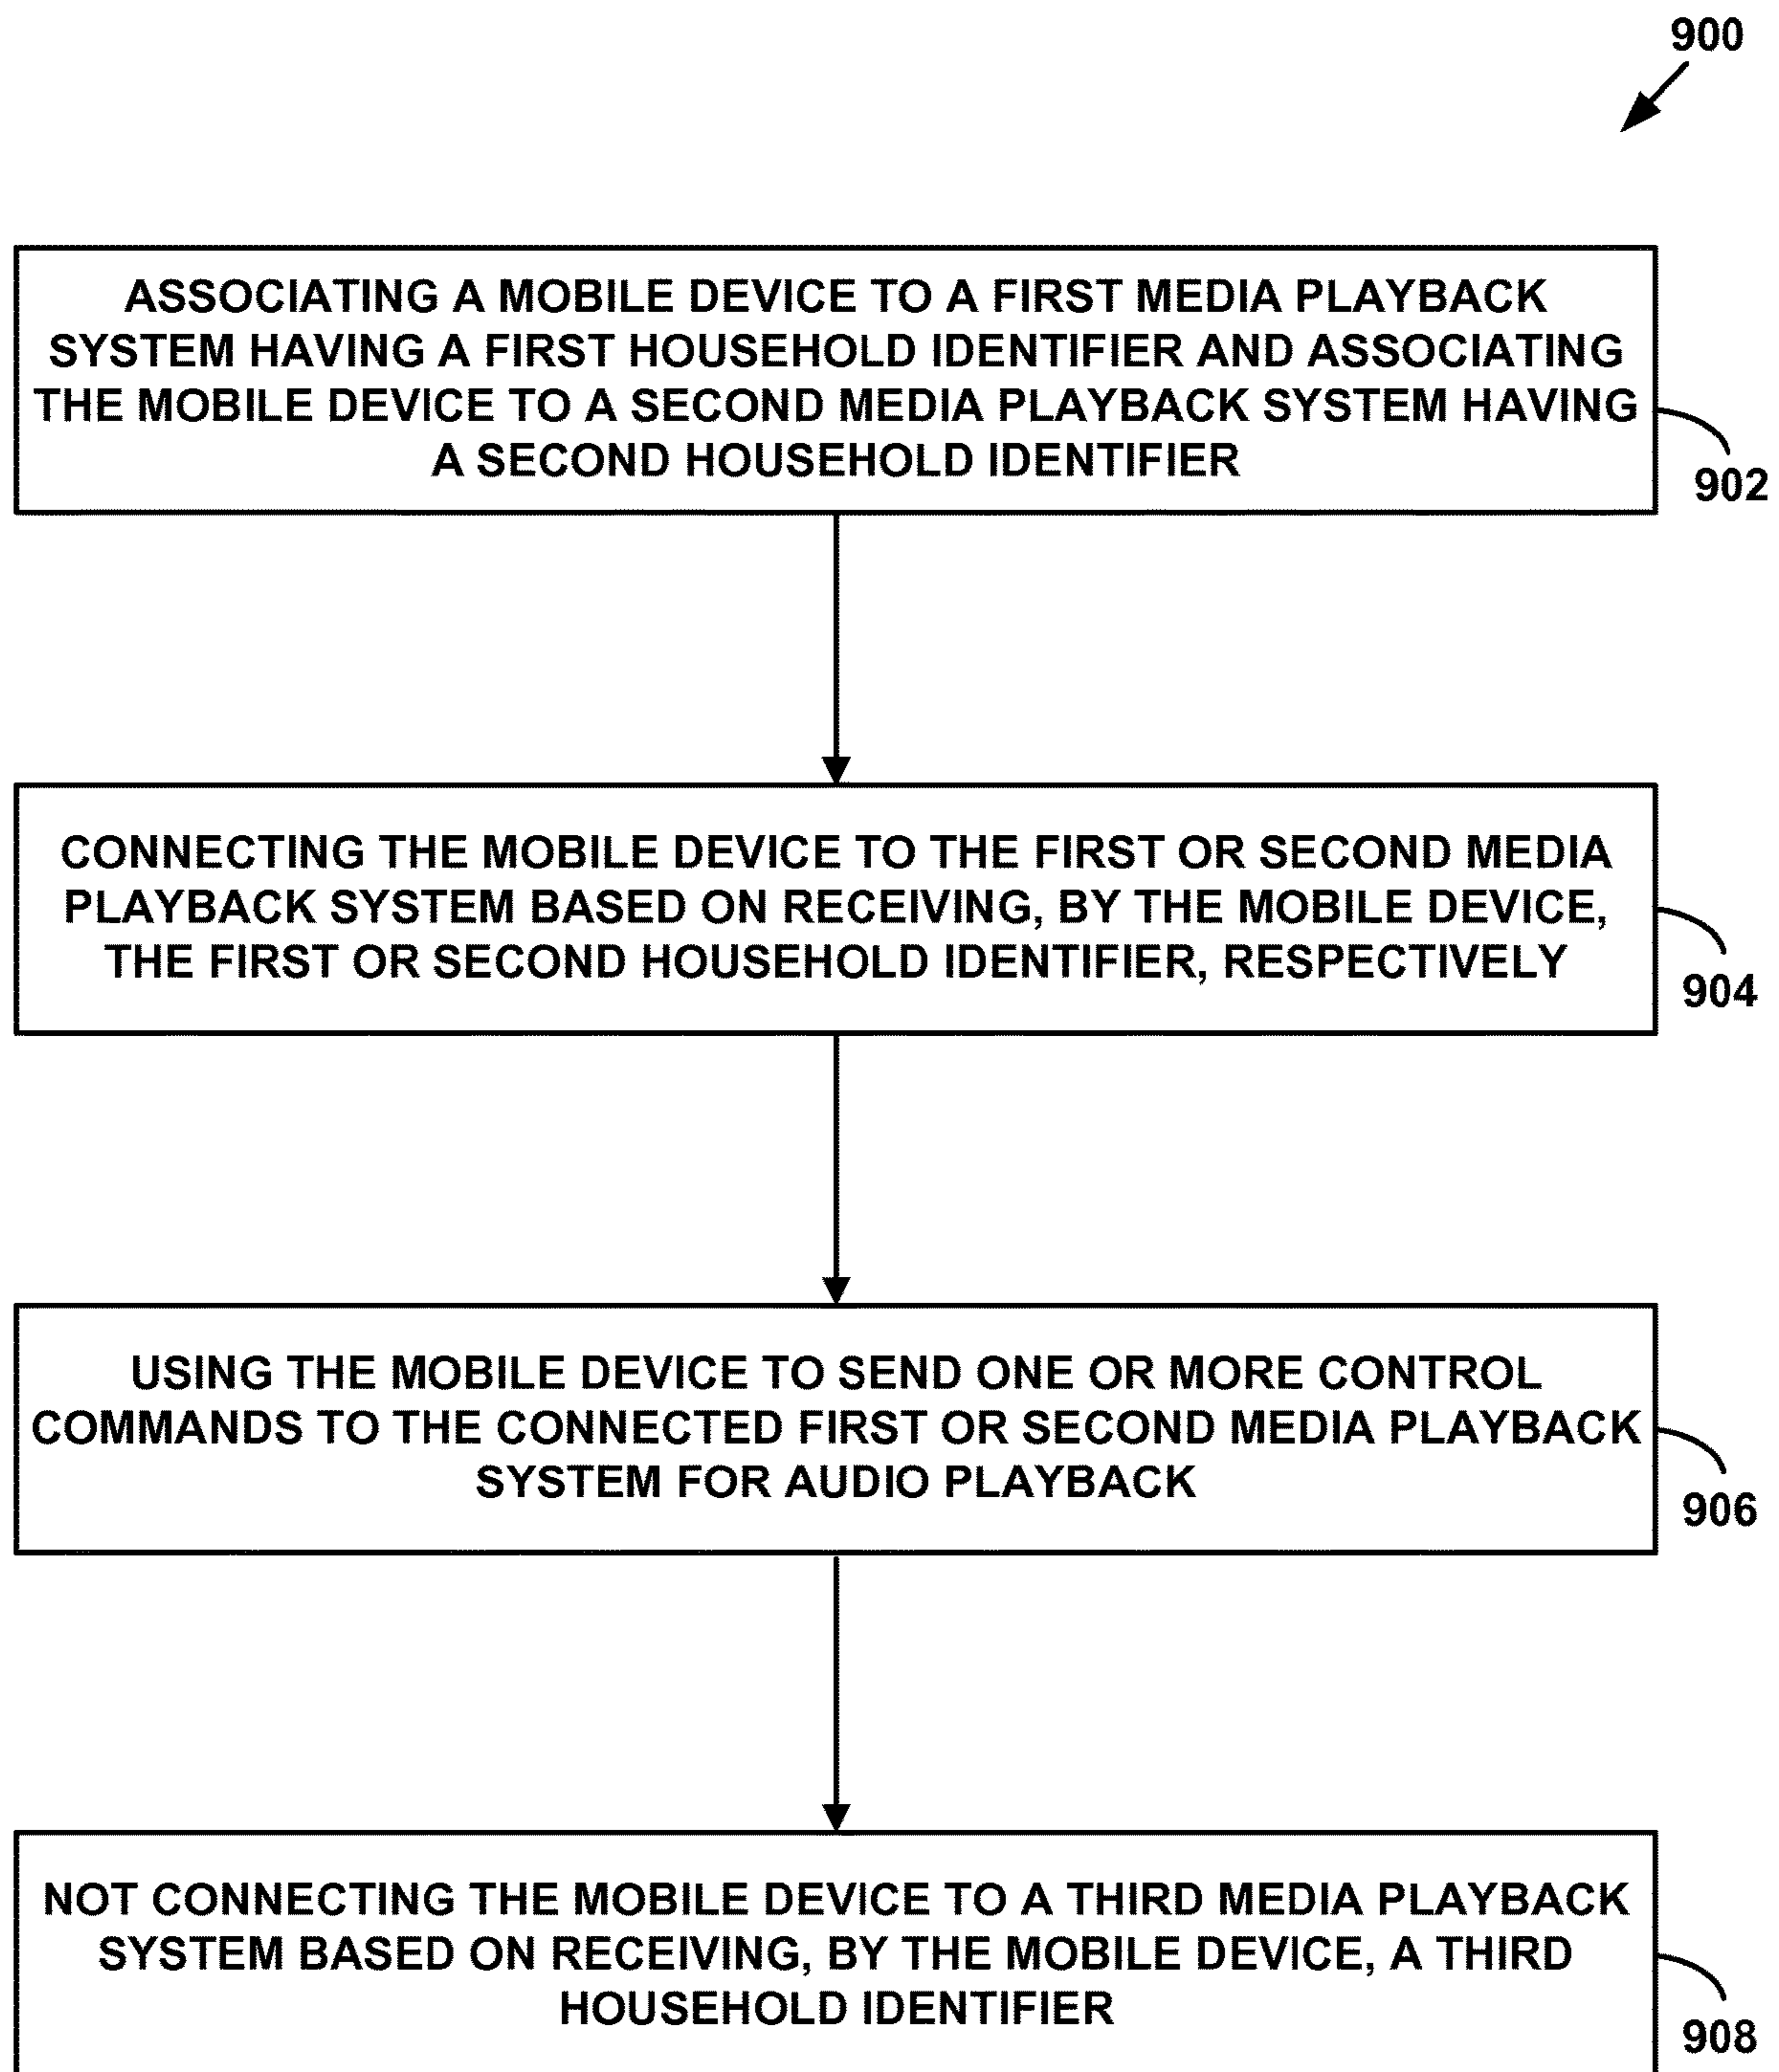 900
ASSOCIATING A MOBILE DEVICE TO A FIRST MEDIA PLAYBACK
SYSTEM HAVING A FIRST HOUSEHOLD IDENTIFIER AND ASSOCIATING
THE MOBILE DEVICE TO A SECOND MEDIA PLAYBACK SYSTEM HAVING
A SECOND HOUSEHOLD IDENTIFIER
902
CONNECTING THE MOBILE DEVICE TO THE FIRST OR SECOND MEDIA
PLAYBACK SYSTEM BASED ON RECEIVING, BY THE MOBILE DEVICE,
THE FIRST OR SECOND HOUSEHOLD IDENTIFIER, RESPECTIVELY
904
USING THE MOBILE DEVICE TO SEND ONE OR MORE CONTROL
COMMANDS TO THE CONNECTED FIRST OR SECOND MEDIA PLAYBACK
SYSTEM FOR AUDIO PLAYBACK
906
NOT CONNECTING THE MOBILE DEVICE TO A THIRD MEDIA PLAYBACK
SYSTEM BASED ON RECEIVING, BY THE MOBILE DEVICE, A THIRD
HOUSEHOLD IDENTIFIER
908